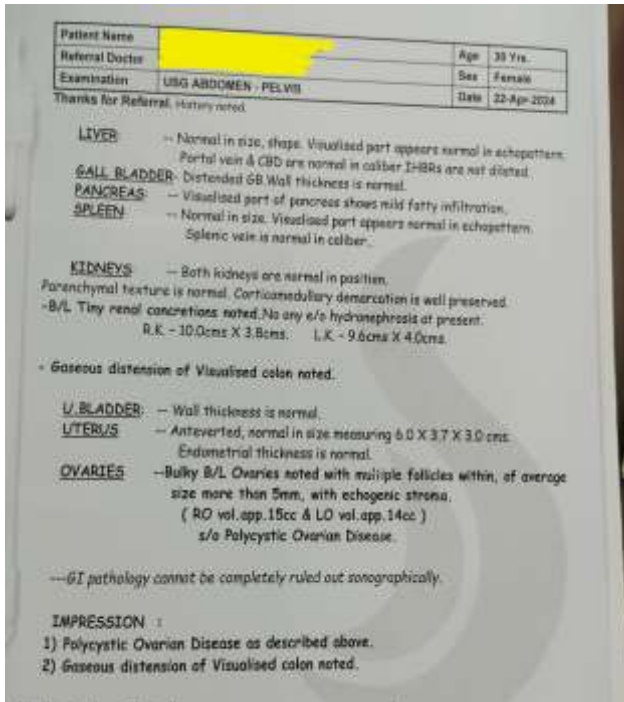 Patient Name
Referral Doctor
Age 30 Yrs.
Examination USG ABDOMEN - PELVIS
Sex Female
Date 22-Apr-2024
Thanks for Referral. History noted.
LIVER -- Normal in size, shape. Visualised part appears normal in echopattern.
Portal vein & CBD are normal in caliber IHBRs are not dilated.
GALL BLADDER- Distended GB.Wall thickness is normal.
PANCREAS: -- Visualised part of pancreas shows mild fatty infiltration.
SPLEEN -- Normal in size. Visualised part appears normal in echopattern.
Splenic vein is normal in caliber.
KIDNEYS -- Both kidneys are normal in position.
Parenchymal texture is normal. Corticomedullary demarcation is well preserved.
-B/L Tiny renal concretions noted.No any e/o hydronephrosis at present.
R.K. - 10.0cms X 3.8cms. L.K. - 9.6cms X 4.0cms.
- Gaseous distension of Visualised colon noted.
U.BLADDER: -- Wall thickness is normal.
UTERUS -- Anteverted, normal in size measuring 6.0 X 3.7 X 3.0 cms.
Endometrial thickness is normal.
OVARIES --Bulky B/L Ovaries noted with multiple follicles within, of average
size more than 5mm, with echogenic stroma.
( RO vol.app.15cc & LO vol.app.14cc )
s/o Polycystic Ovarian Disease.
---GI pathology cannot be completely ruled out sonographically.
IMPRESSION :
1) Polycystic Ovarian Disease as described above.
2) Gaseous distension of Visualised colon noted.